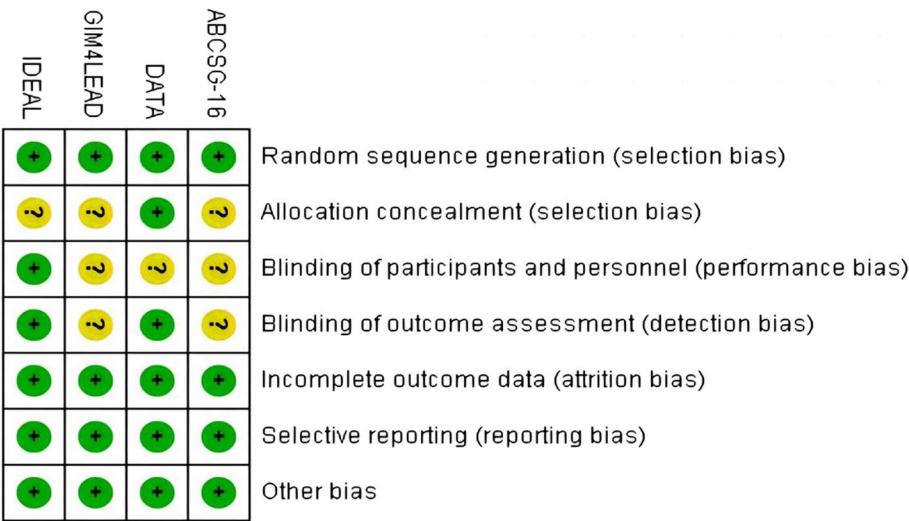 IDEAL
GIM4LEAD
DATA
ABCSG-16
+ + + + Random sequence generation (selection bias)
? ? + ? Allocation concealment (selection bias)
+ ? ? ? Blinding of participants and personnel (performance bias)
+ ? + ? Blinding of outcome assessment (detection bias)
+ + + + Incomplete outcome data (attrition bias)
+ + + + Selective reporting (reporting bias)
+ + + + Other bias